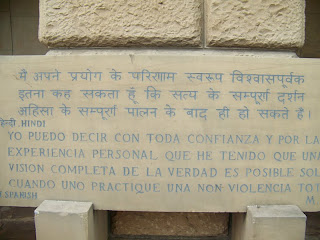 मैं अपने प्रयोग के परिणाम स्वरूप विश्वासपूर्वक
इतना कह सकता हूँ कि सत्य के सम्पूर्ण दर्शन
अहिंसा के सम्पूर्ण पालन के बाद ही हो सकते हैं।
हिन्दी HINDI
YO PUEDO DECIR CON TODA CONFIANZA Y POR LA
EXPERIENCIA PERSONAL QUE HE TENIDO QUE UNA
VISION COMPLETA DE LA VERDAD ES POSIBLE SOL
CUANDO UNO PRACTIQUE UNA NON VIOLENCIA TOT
SPANISH M